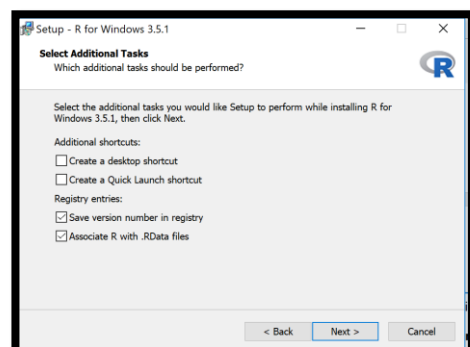 Setup - R for Windows 3.5.1
Select Additional Tasks
Which additional tasks should be performed?
R
Select the additional tasks you would like Setup to perform while installing R for
Windows 3.5.1, then click Next.
Additional shortcuts:
Create a desktop shortcut
Create a Quick Launch shortcut
Registry entries:
Save version number in registry
Associate R with .RData files
< Back Next > Cancel